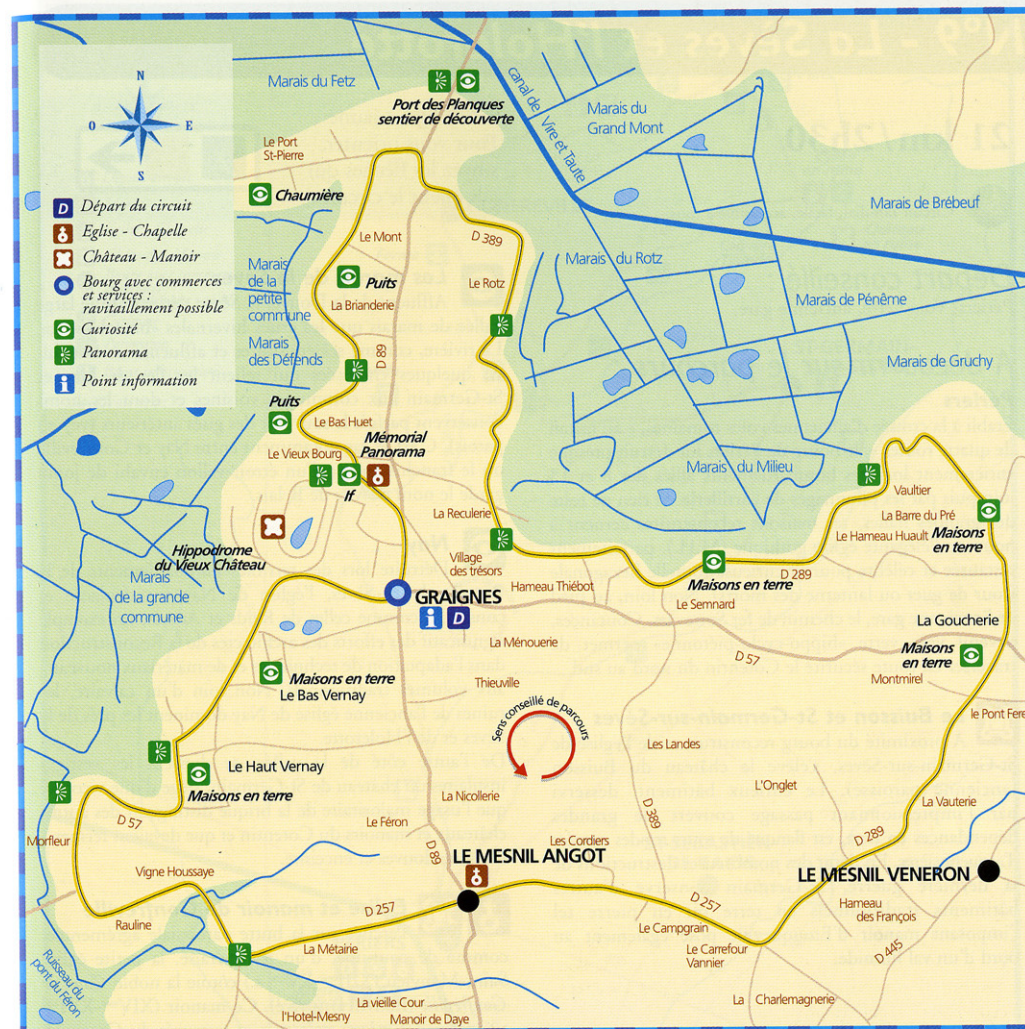 N
O
E
S
D Départ du circuit
Eglise - Chapelle
Château - Manoir
Bourg avec commerces
et services :
ravitaillement possible
Curiosité
Panorama
i Point information
Marais du Fetz
Port des Planques
sentier de découverte
canal de Vire et Taute
Marais du
Grand Mont
Le Port
St-Pierre
Chaumière
Marais de Brébeuf
Le Mont
D 389
Marais
de la
petite
commune
Puits
La Brianderie
Le Rotz
Marais du Rotz
Marais de Pénême
Marais
des Défends
D 89
Marais de Gruchy
Puits
Le Bas Huet
Le Vieux Bourg
Mémorial
Panorama
If
Marais du Milieu
Vaultier
La Barre du Pré
Le Hameau Huault
Maisons
en terre
La Reculerie
Hippodrome
du Vieux Château
Village
des trésors
Marais
de la grande
commune
GRAIGNES
i D
Hameau Thiébot
Maisons en terre
D 289
Le Semnard
La Goucherie
Maisons
en terre
La Ménouerie
D 57
Montmirel
Maisons en terre
Le Bas Vernay
Thieuville
le Pont Fere
Sens conseillé de parcours
Les Landes
Le Haut Vernay
Maisons en terre
L'Onglet
La Nicollerie
La Vauterie
D 57
Morfleur
Le Féron
D 89
Les Cordiers
D 389
D 289
LE MESNIL ANGOT
LE MESNIL VENERON
Vigne Houssaye
Rauline
D 257
La Métairie
D 257
Le Campgrain
Hameau
des François
Le Carrefour
Vannier
D 445
Ruisseau du
pont du Féron
La vieille Cour
l'Hotel-Mesny
Manoir de Daye
La Charlemagnerie